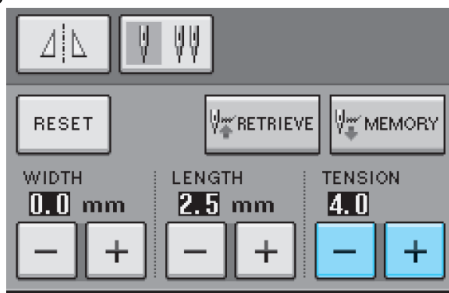 RESET RETRIEVE MEMORY
WIDTH LENGTH TENSION
0.0 mm 2.5 mm 4.0
− + − + − +